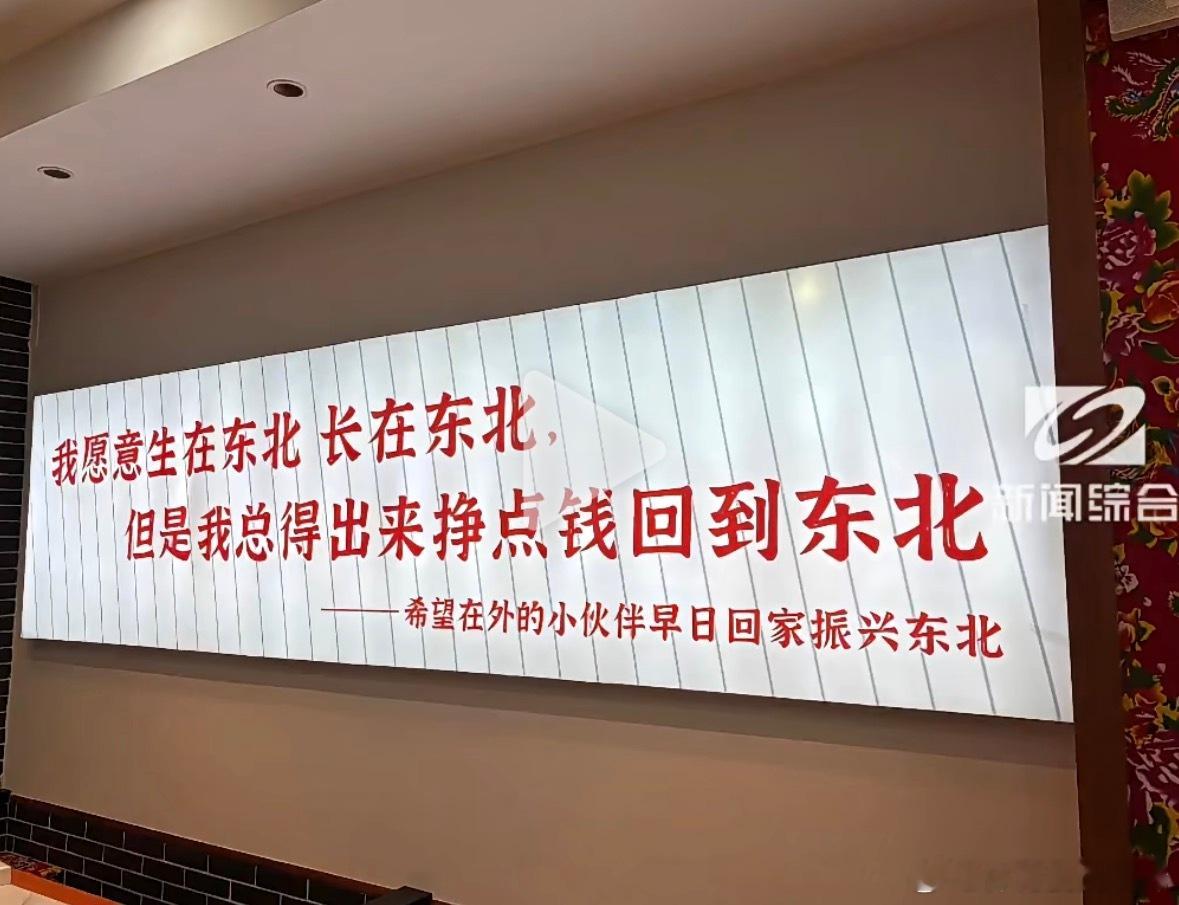 我愿意生在东北 长在东北,
但是我总得出来挣点钱回到东北
——希望在外的小伙伴早日回家振兴东北
新闻综合